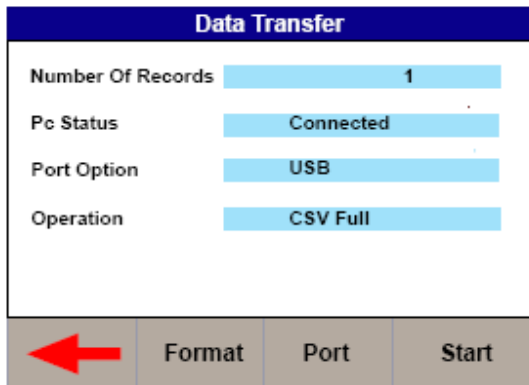 Data Transfer
Number Of Records 1
Pc Status Connected
Port Option USB
Operation CSV Full
Format Port Start